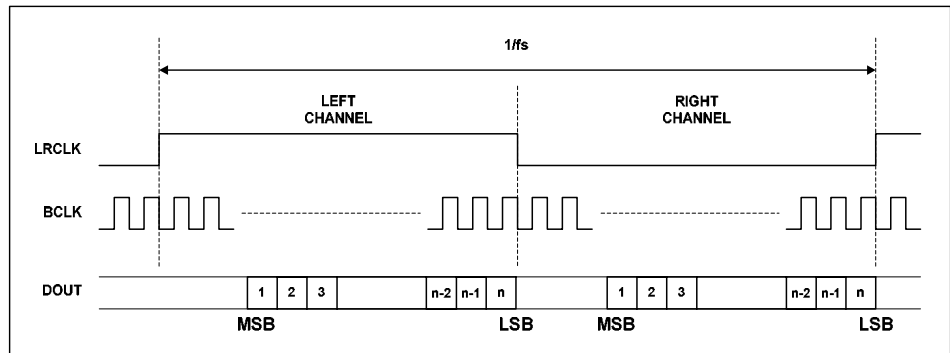 1/fs
LEFT
CHANNEL
RIGHT
CHANNEL
LRCLK
BCLK
DOUT
1 2 3 n-2 n-1 n 1 2 3 n-2 n-1 n
MSB LSB MSB LSB